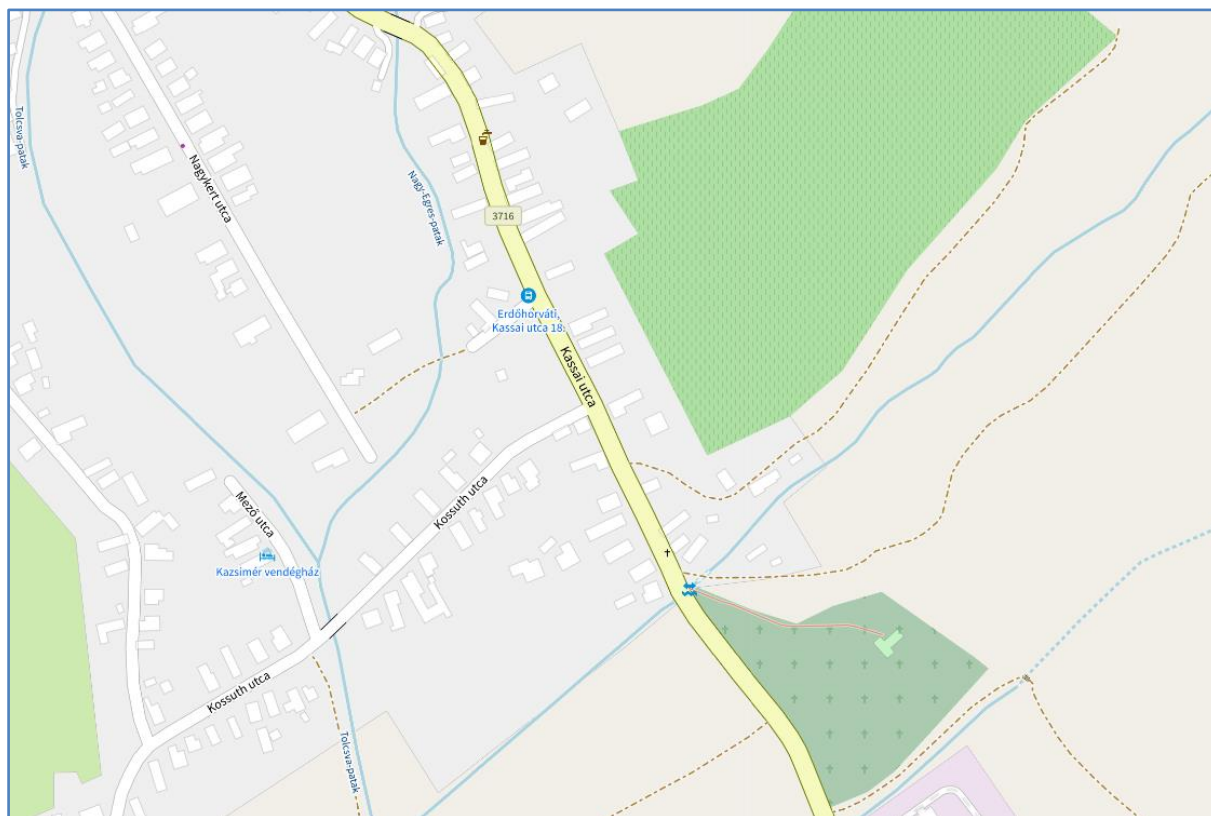 Tolcsva-patak
Nagykert utca
Nagy-Egres-patak
3716
Erdőhorváti,
Kassai utca 18.
Kassai utca
Kossuth utca
Mező utca
Kazsimér vendégház
Kossuth utca
Tolcsva-patak